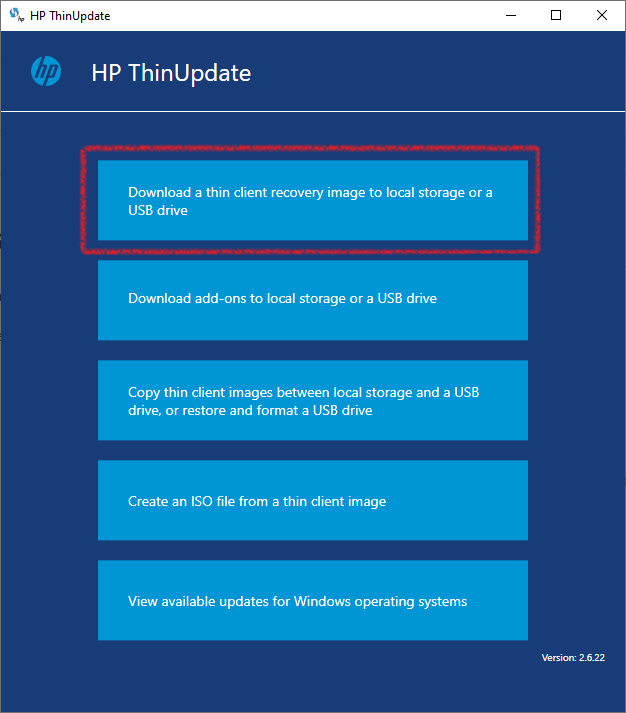 HP ThinUpdate
hp
HP ThinUpdate
Download a thin client recovery image to local storage or a
USB drive
Download add-ons to local storage or a USB drive
Copy thin client images between local storage and a USB
drive, or restore and format a USB drive
Create an ISO file from a thin client image
View available updates for Windows operating systems
Version: 2.6.22